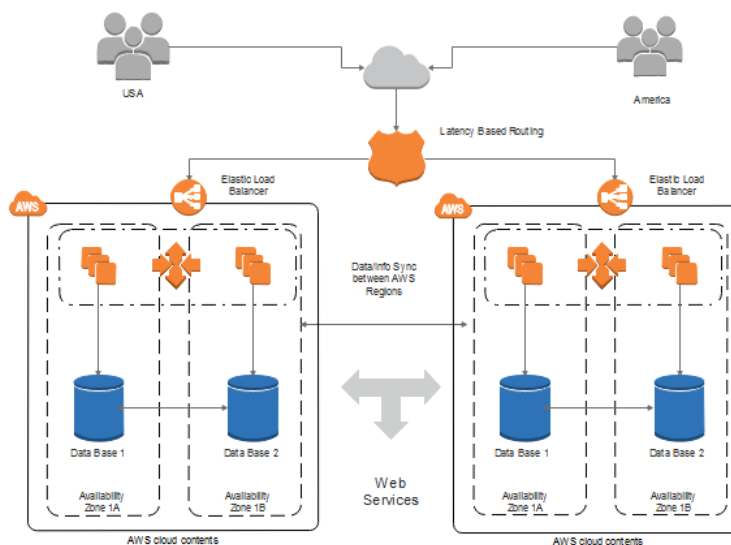 USA
America
Latency Based Routing
Elastic Load
Balancer
Elastic Load
Balancer
AWS
AWS
Data/Info Sync
between AWS
Regions
Data Base 1
Data Base 2
Data Base 1
Data Base 2
Web
Services
Availability
Zone 1A
Availability
Zone 1B
Availability
Zone 1A
Availability
Zone 1B
AWS cloud contents
AWS cloud contents